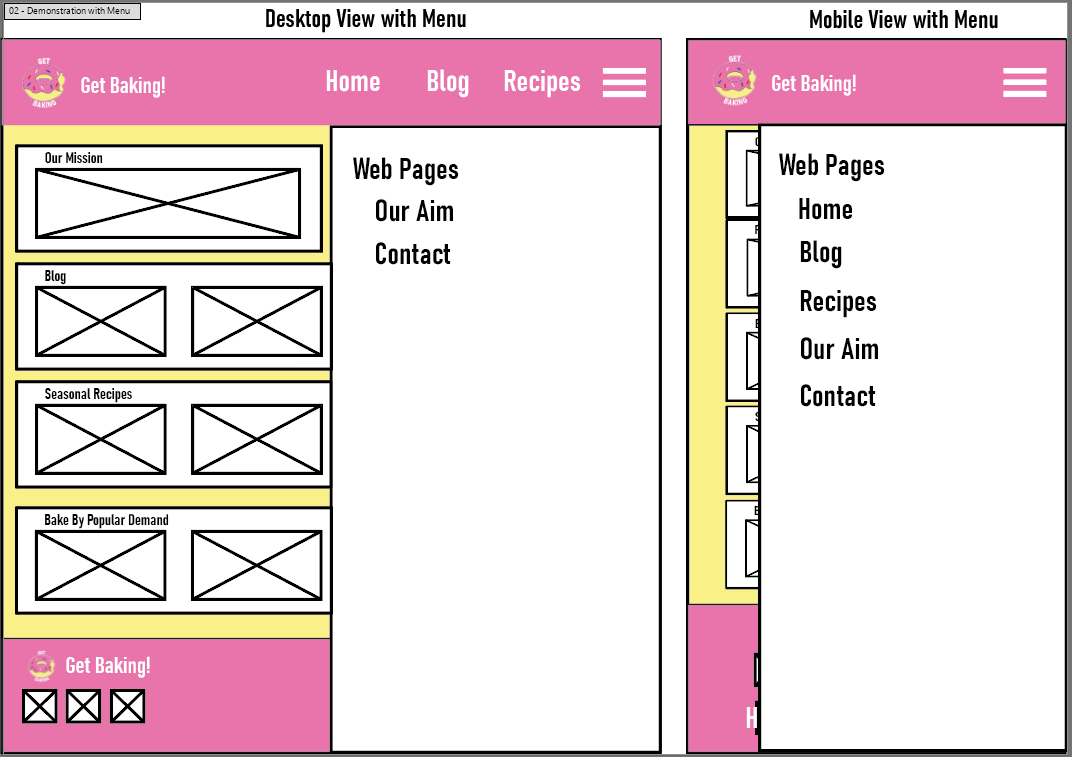 02 - Demonstration with Menu
Desktop View with Menu
GET
BAKING
Get Baking!
Home Blog Recipes
Our Mission
Blog
Seasonal Recipes
Bake By Popular Demand
Web Pages
Our Aim
Contact
GET
BAKING
Get Baking!
Mobile View with Menu
GET
BAKING
Get Baking!
Web Pages
Home
Blog
Recipes
Our Aim
Contact
H